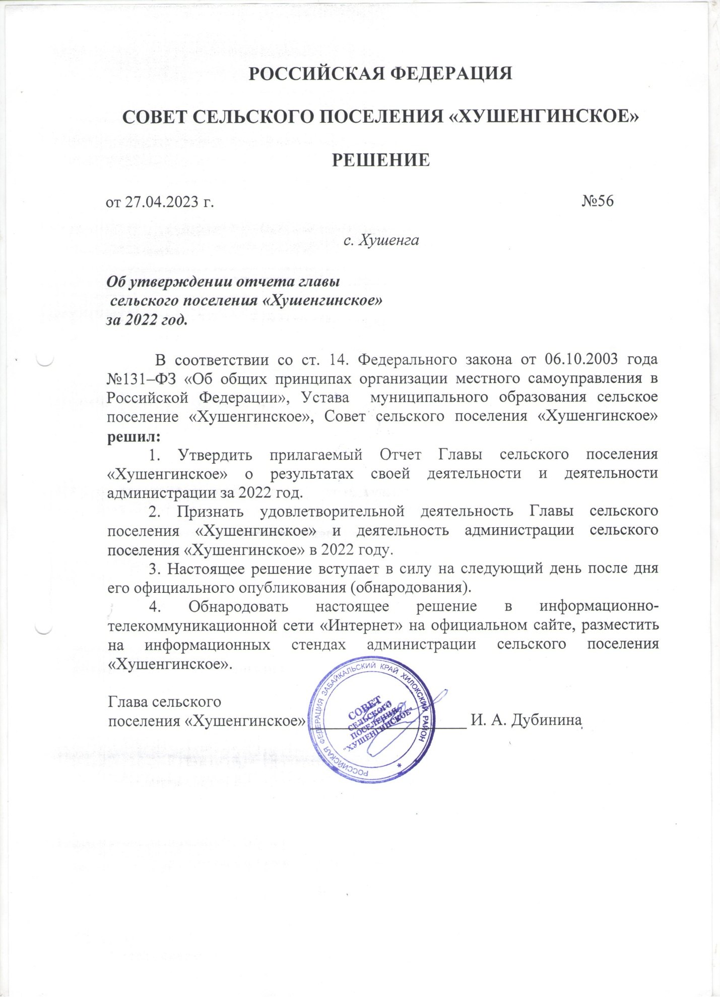 РОССИЙСКАЯ ФЕДЕРАЦИЯ
СОВЕТ СЕЛЬСКОГО ПОСЕЛЕНИЯ «ХУШЕНГИНСКОЕ»
РЕШЕНИЕ
от 27.04.2023 г. №56
с. Хушенга
Об утверждении отчета главы
сельского поселения «Хушенгинское»
за 2022 год.
В соответствии со ст. 14. Федерального закона от 06.10.2003 года
№131–ФЗ «Об общих принципах организации местного самоуправления в
Российской Федерации», Устава муниципального образования сельское
поселение «Хушенгинское», Совет сельского поселения «Хушенгинское»
решил:
1. Утвердить прилагаемый Отчет Главы сельского поселения
«Хушенгинское» о результатах своей деятельности и деятельности
администрации за 2022 год.
2. Признать удовлетворительной деятельность Главы сельского
поселения «Хушенгинское» и деятельность администрации сельского
поселения «Хушенгинское» в 2022 году.
3. Настоящее решение вступает в силу на следующий день после дня
его официального опубликования (обнародования).
4. Обнародовать настоящее решение в информационно-
телекоммуникационной сети «Интернет» на официальном сайте, разместить
на информационных стендах администрации сельского поселения
«Хушенгинское».
Глава сельского
поселения «Хушенгинское» И. А. Дубинина
РОССИЙСКАЯ ФЕДЕРАЦИЯ ЗАБАЙКАЛЬСКИЙ КРАЙ ХИЛОКСКИЙ РАЙОН *
СОВЕТ
СЕЛЬСКОГО
ПОСЕЛЕНИЯ
"ХУШЕНГИНСКОЕ"